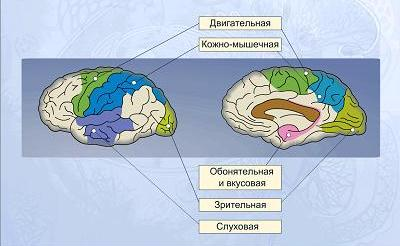 Двигательная
Кожно-мышечная
Обонятельная
и вкусовая
Зрительная
Слуховая